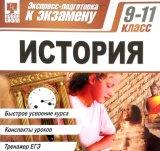 Экспресс-подготовка
к экзамену
9-11
класс
ИСТОРИЯ
Быстрое усвоение курса
Конспекты уроков
Тренажер ЕГЭ